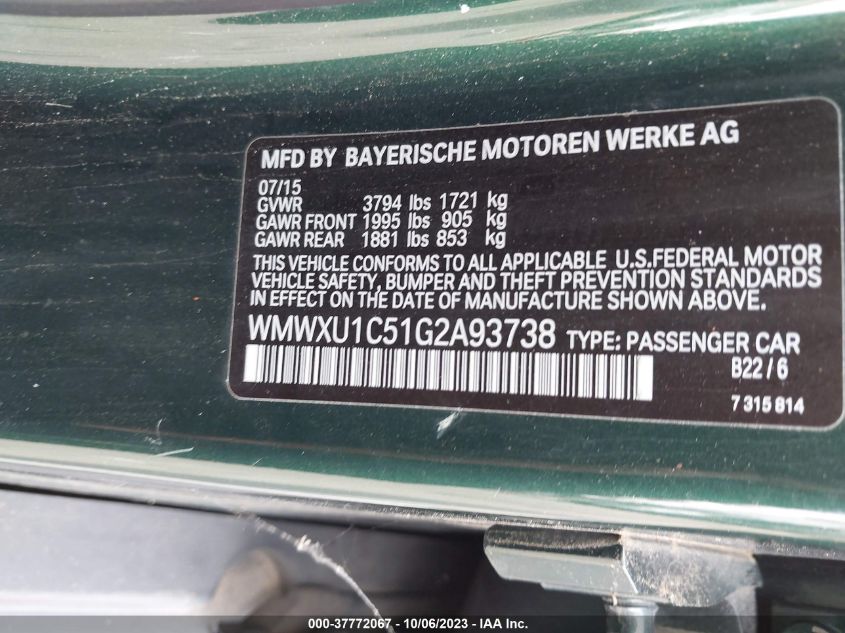 MFD BY BAYERISCHE MOTOREN WERKE AG
07/15
GVWR 3794 lbs 1721 kg
GAWR FRONT 1995 lbs 905 kg
GAWR REAR 1881 lbs 853 kg
THIS VEHICLE CONFORMS TO ALL APPLICABLE U.S.FEDERAL MOTOR
VEHICLE SAFETY, BUMPER AND THEFT PREVENTION STANDARDS
IN EFFECT ON THE DATE OF MANUFACTURE SHOWN ABOVE.
WMWXU1C51G2A93738 TYPE: PASSENGER CAR
B22 / 6
7 315 814
000-37772067 - 10/06/2023 - IAA Inc.